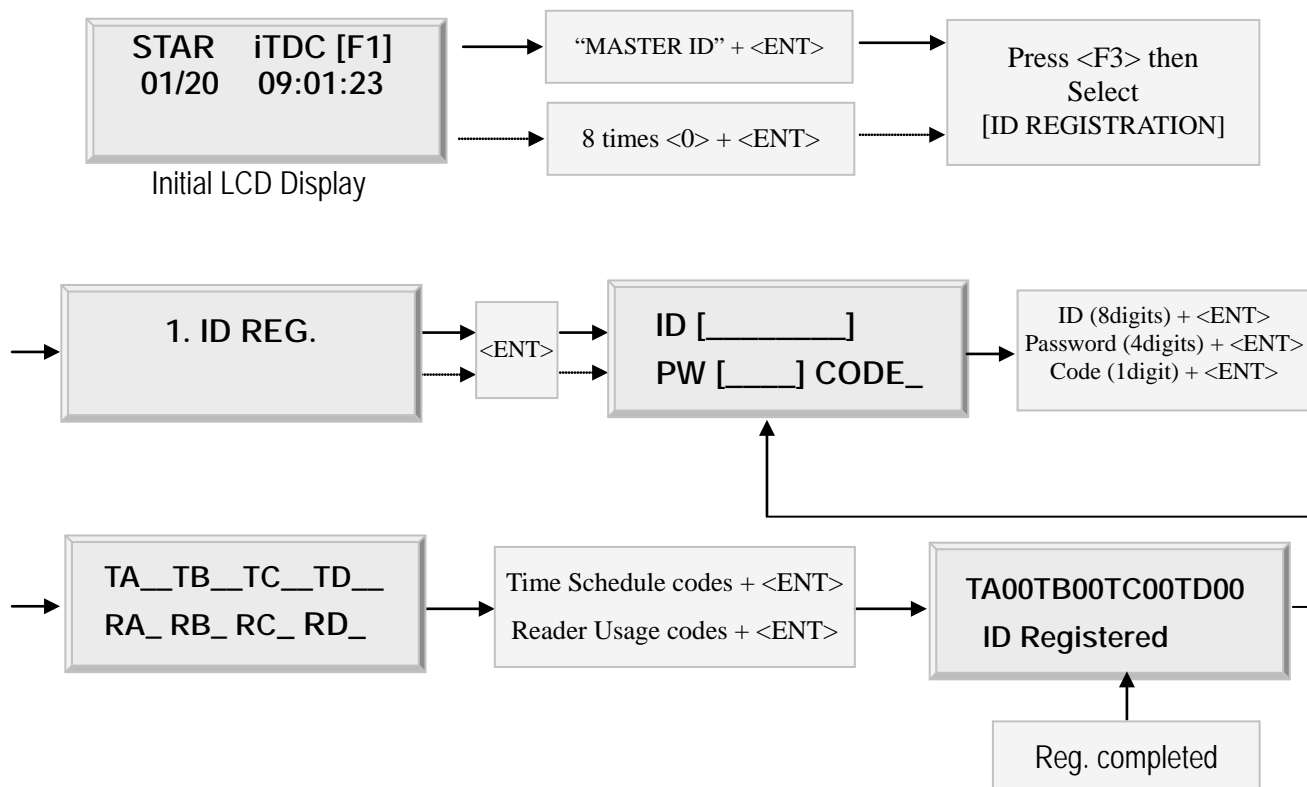 STAR iTDC [F1]
01/20 09:01:23
Initial LCD Display
“MASTER ID” + <ENT>
8 times <0> + <ENT>
Press <F3> then
Select
[ID REGISTRATION]
1. ID REG.
<ENT>
ID [________]
PW [____] CODE_
ID (8digits) + <ENT>
Password (4digits) + <ENT>
Code (1digit) + <ENT>
TA__TB__TC__TD__
RA_ RB_ RC_ RD_
Time Schedule codes + <ENT>
Reader Usage codes + <ENT>
TA00TB00TC00TD00
ID Registered
Reg. completed